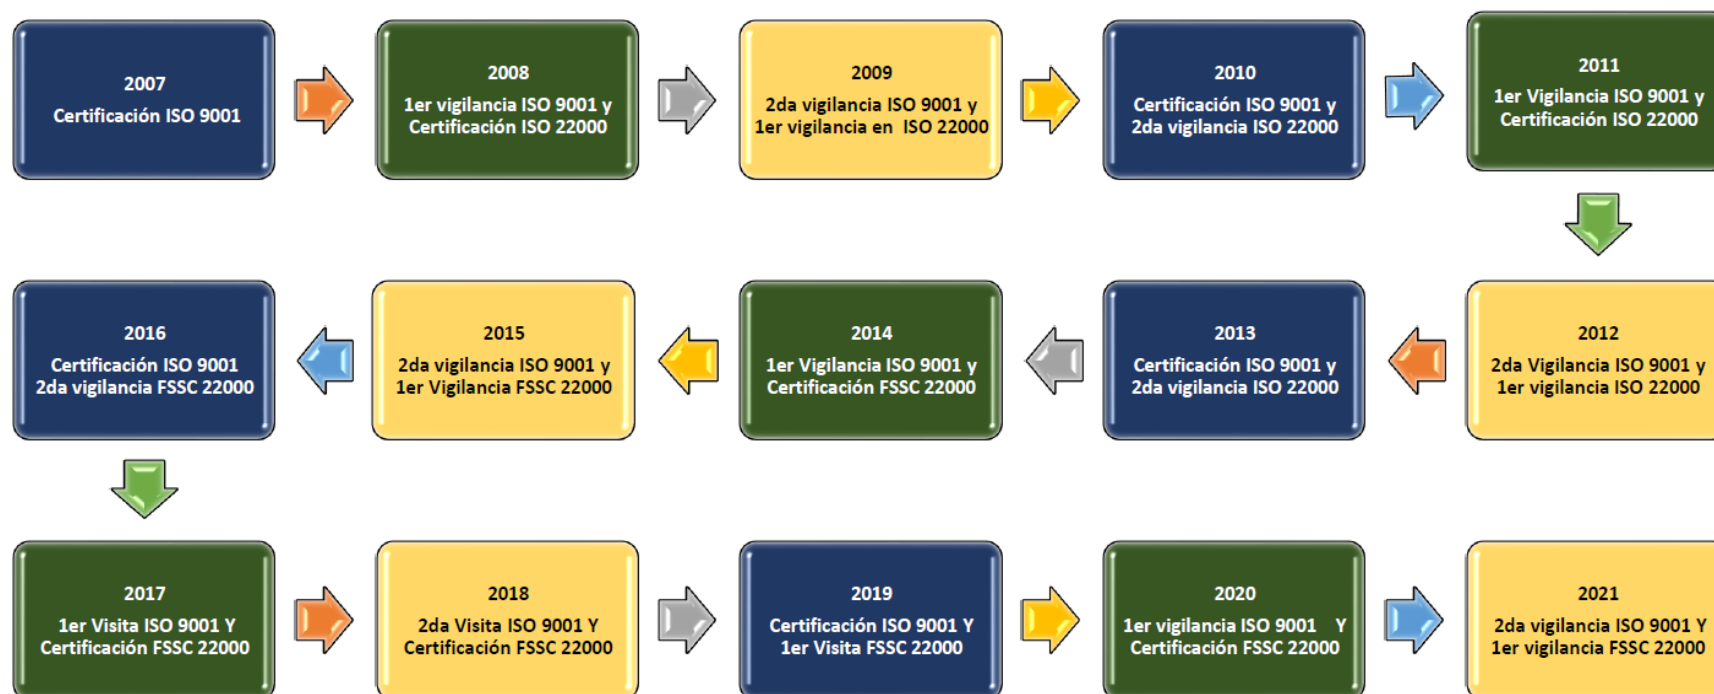 2007
Certificación ISO 9001
2008
1er vigilancia ISO 9001 y
Certificación ISO 22000
2009
2da vigilancia ISO 9001 y
1er vigilancia en ISO 22000
2010
Certificación ISO 9001 y
2da vigilancia ISO 22000
2011
1er Vigilancia ISO 9001 y
Certificación ISO 22000
2012
2da Vigilancia ISO 9001 y
1er vigilancia ISO 22000
2013
Certificación ISO 9001 y
2da vigilancia ISO 22000
2014
1er Vigilancia ISO 9001 y
Certificación FSSC 22000
2015
2da vigilancia ISO 9001 y
1er Vigilancia FSSC 22000
2016
Certificación ISO 9001
2da vigilancia FSSC 22000
2017
1er Visita ISO 9001 Y
Certificación FSSC 22000
2018
2da Visita ISO 9001 Y
Certificación FSSC 22000
2019
Certificación ISO 9001 Y
1er Visita FSSC 22000
2020
1er vigilancia ISO 9001 Y
Certificación FSSC 22000
2021
2da vigilancia ISO 9001 Y
1er vigilancia FSSC 22000